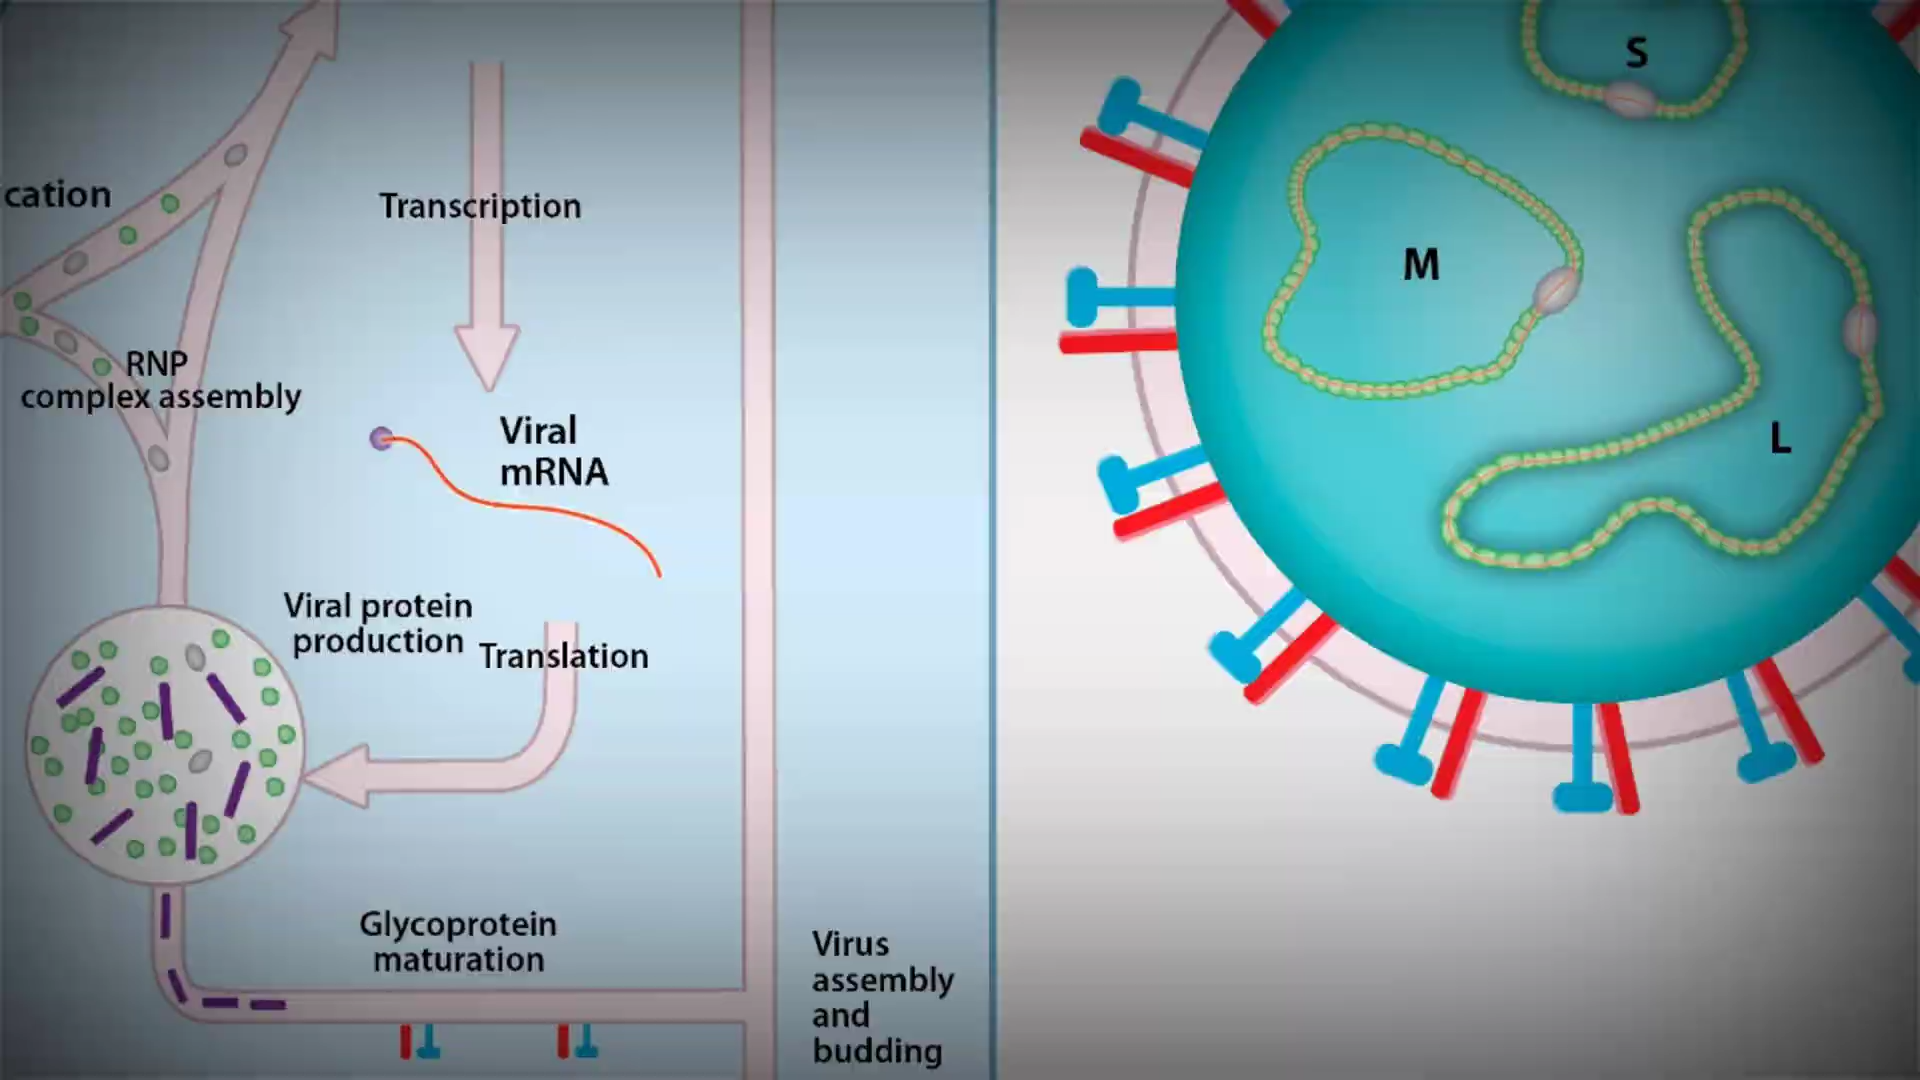 cation
Transcription
RNP
complex assembly
Viral
mRNA
Viral protein
production
Translation
Glycoprotein
maturation
Virus
assembly
and
budding
S
M
L